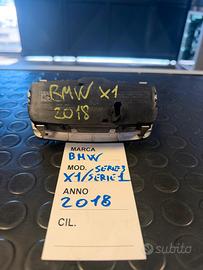 BMW X1
2018
MARCA
BMW
MOD. SERIE 3
X1/SERIE 1
ANNO
2018
CIL.
subito